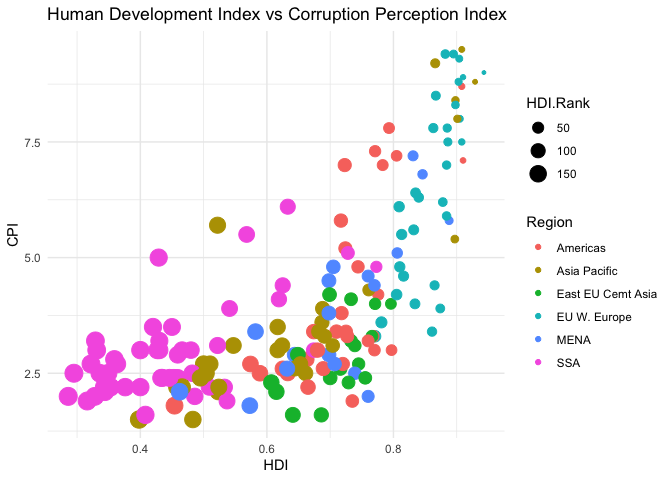 Human Development Index vs Corruption Perception Index
CPI
7.5
5.0
2.5
0.4
0.6
0.8
HDI
HDI.Rank
50
100
150
Region
Americas
Asia Pacific
East EU Cemt Asia
EU W. Europe
MENA
SSA